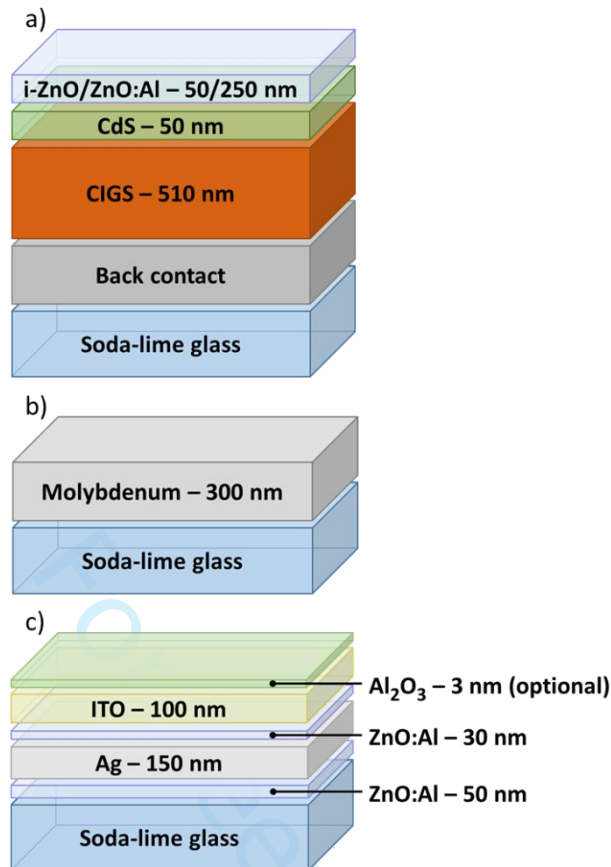 a)
i-ZnO/ZnO:Al – 50/250 nm
CdS – 50 nm
CIGS – 510 nm
Back contact
Soda-lime glass
b)
Molybdenum – 300 nm
Soda-lime glass
c)
Al₂O₃ – 3 nm (optional)
ITO – 100 nm
ZnO:Al – 30 nm
Ag – 150 nm
ZnO:Al – 50 nm
Soda-lime glass